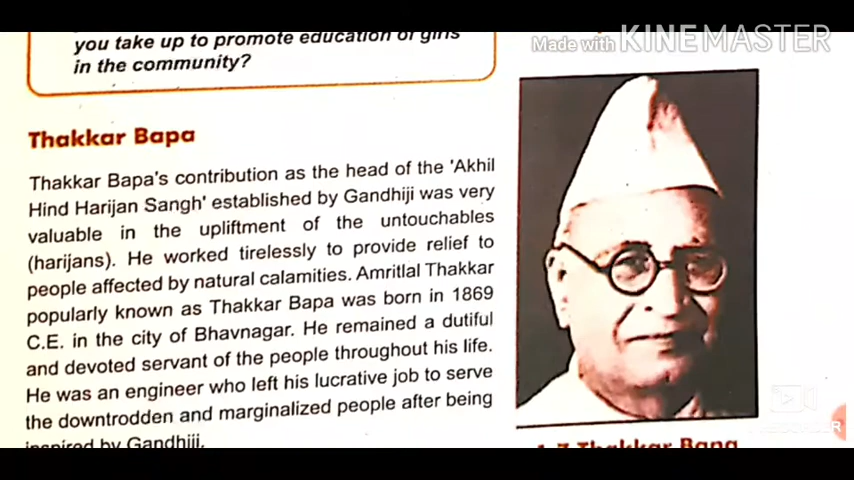 you take up to promote education of girls
in the community?
Made with KINEMASTER
Thakkar Bapa
Thakkar Bapa's contribution as the head of the 'Akhil
Hind Harijan Sangh' established by Gandhiji was very
valuable in the upliftment of the untouchables
(harijans). He worked tirelessly to provide relief to
people affected by natural calamities. Amritlal Thakkar
popularly known as Thakkar Bapa was born in 1869
C.E. in the city of Bhavnagar. He remained a dutiful
and devoted servant of the people throughout his life.
He was an engineer who left his lucrative job to serve
the downtrodden and marginalized people after being
inspired by Gandhiji.
1.7 Thakkar Bapa